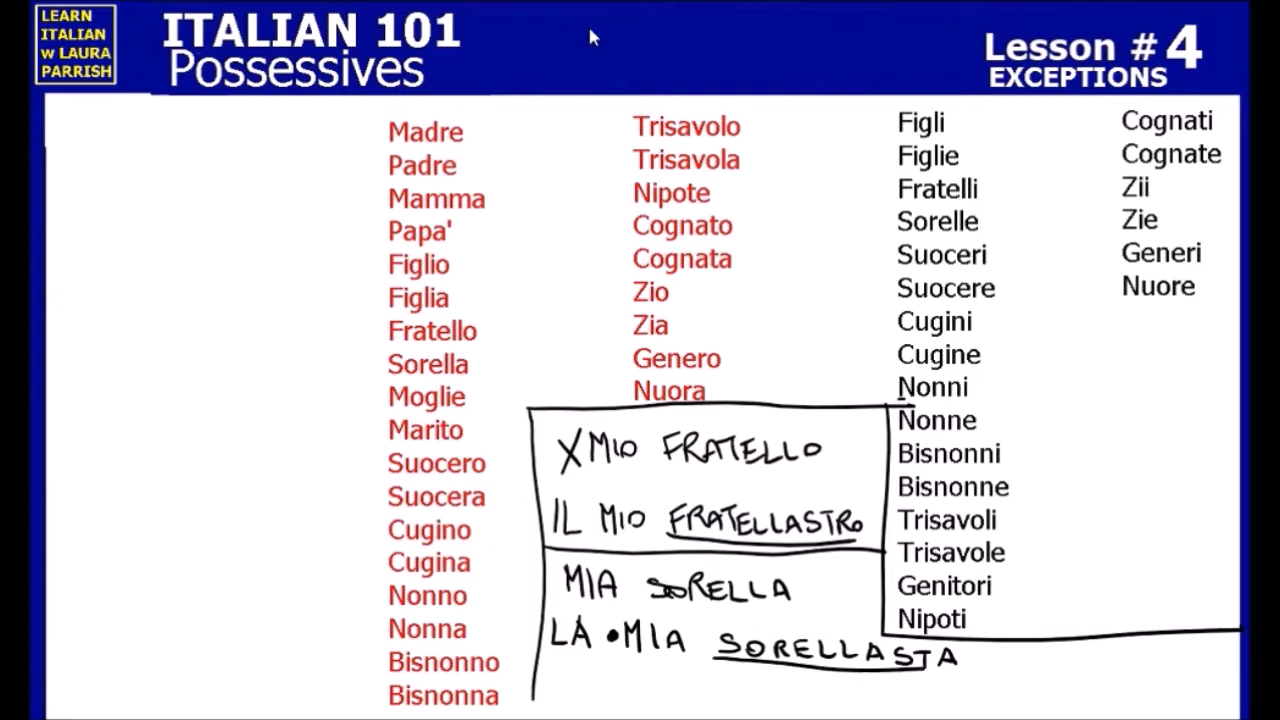 LEARN
ITALIAN
w LAURA
PARRISH
ITALIAN 101
Possessives
Lesson # 4
EXCEPTIONS
Madre
Padre
Mamma
Papa'
Figlio
Figlia
Fratello
Sorella
Moglie
Marito
Suocero
Suocera
Cugino
Cugina
Nonno
Nonna
Bisnonno
Bisnonna
Trisavolo
Trisavola
Nipote
Cognato
Cognata
Zio
Zia
Genero
Nuora
X MIO FRATELLO
IL MIO FRATELLASTRO
MIA SORELLA
LA •MIA SORELLASTA
Figli
Figlie
Fratelli
Sorelle
Suoceri
Suocere
Cugini
Cugine
Nonni
Nonne
Bisnonni
Bisnonne
Trisavoli
Trisavole
Genitori
Nipoti
Cognati
Cognate
Zii
Zie
Generi
Nuore